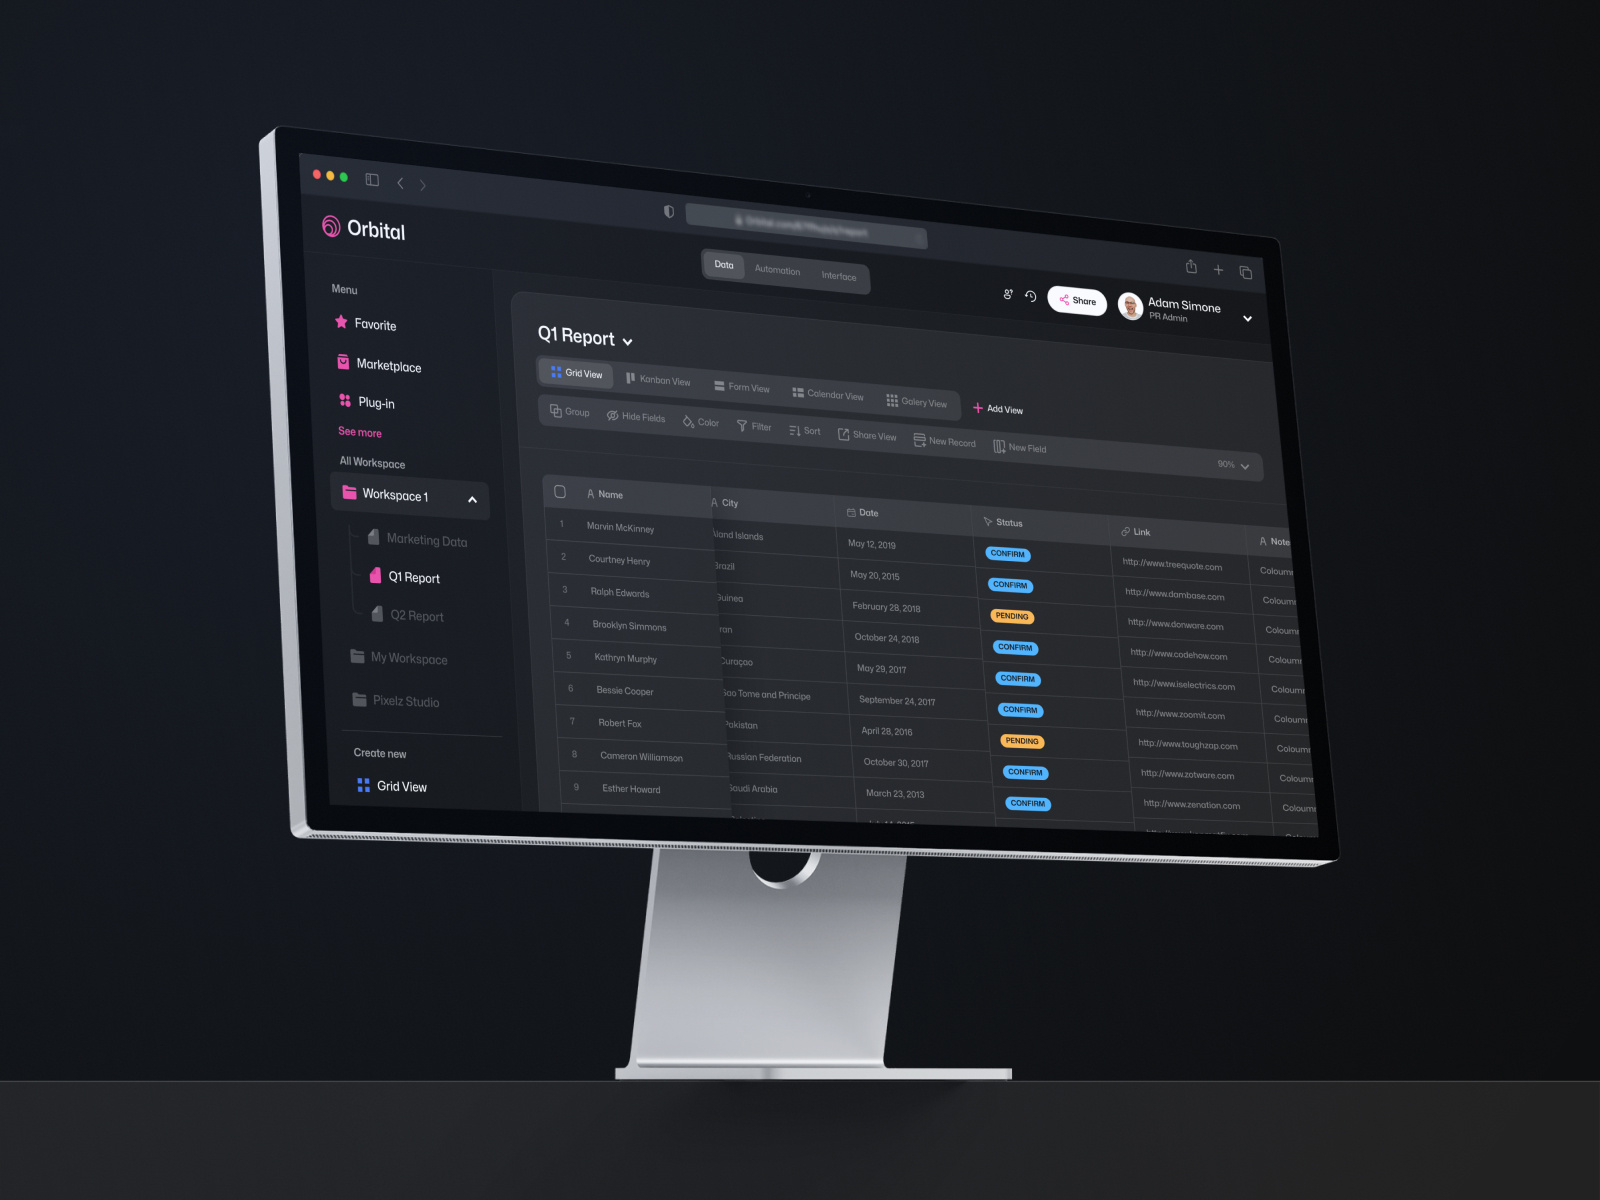 Orbital
Data Automation Interface
Share
Adam Simone
PR Admin
Menu
Favorite
Marketplace
Plug-in
See more
All Workspace
Workspace 1
Marketing Data
Q1 Report
Q2 Report
My Workspace
Pixelz Studio
Create new
Grid View
Q1 Report
Grid View Kanban View Form View Calendar View Galery View Add View
Group Hide Fields Color Filter Sort Share View New Record New Field 90%
Name City Date Status Link Note
1 Marvin McKinney land Islands May 12, 2019 CONFIRM http://www.treequote.com Coloum
2 Courtney Henry Brazil May 20, 2015 CONFIRM http://www.dambase.com Coloum
3 Ralph Edwards Guinea February 28, 2018 PENDING http://www.donware.com Coloum
4 Brooklyn Simmons ran October 24, 2018 CONFIRM http://www.codehow.com Coloum
5 Kathryn Murphy Curaçao May 29, 2017 CONFIRM http://www.iselectrics.com Coloum
6 Bessie Cooper Sao Tome and Principe September 24, 2017 CONFIRM http://www.zoomit.com Coloum
7 Robert Fox Pakistan April 28, 2016 PENDING http://www.toughzap.com Coloum
8 Cameron Williamson Russian Federation October 30, 2017 CONFIRM http://www.zotware.com Coloum
9 Esther Howard Saudi Arabia March 23, 2013 CONFIRM http://www.zenation.com Coloum